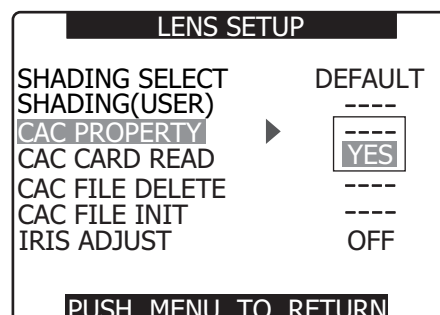 LENS SETUP
SHADING SELECT DEFAULT
SHADING(USER) ----
CAC PROPERTY ----
CAC CARD READ YES
CAC FILE DELETE ----
CAC FILE INIT ----
IRIS ADJUST OFF
PUSH MENU TO RETURN